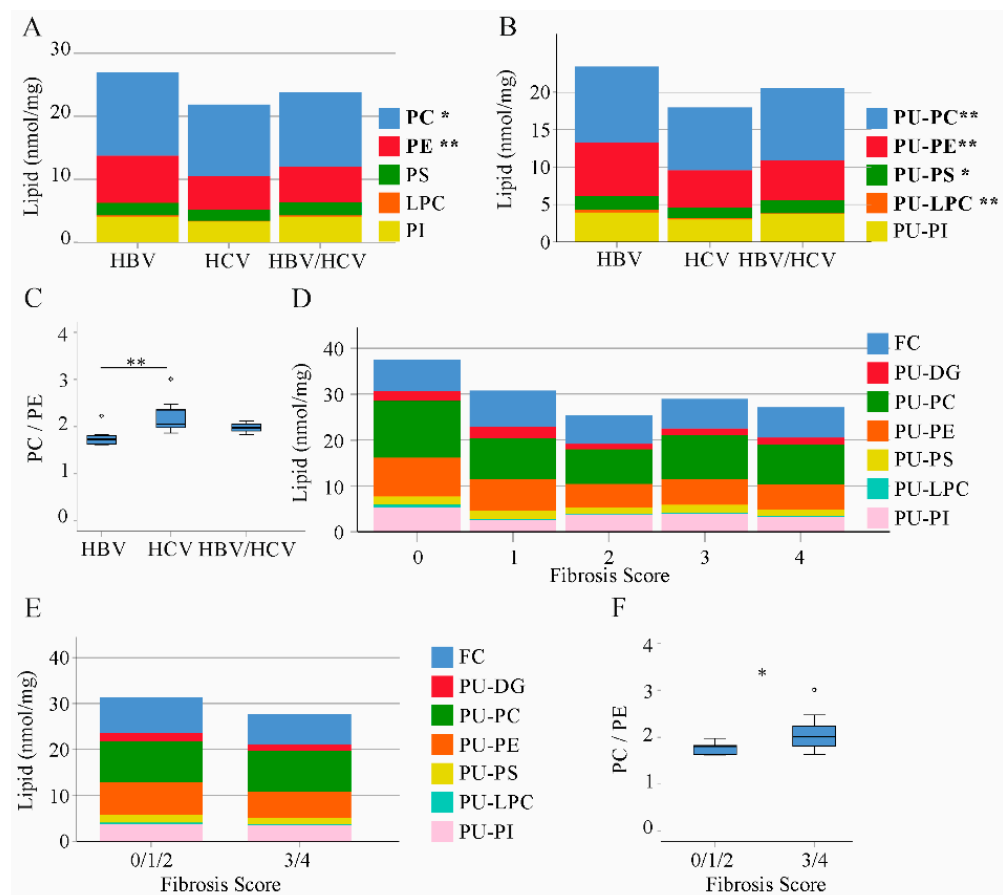 A
Lipid (nmol/mg)
30
20
10
0
HBV HCV HBV/HCV
PC *
PE **
PS
LPC
PI
B
Lipid (nmol/mg)
20
15
10
5
0
HBV HCV HBV/HCV
PU-PC**
PU-PE**
PU-PS *
PU-LPC **
PU-PI
C
PC / PE
4
3
2
1
0
**
HBV HCV HBV/HCV
D
Lipid (nmol/mg)
40
30
20
10
0
0 1 2 3 4
Fibrosis Score
FC
PU-DG
PU-PC
PU-PE
PU-PS
PU-LPC
PU-PI
E
Lipid (nmol/mg)
40
30
20
10
0
0/1/2 3/4
Fibrosis Score
FC
PU-DG
PU-PC
PU-PE
PU-PS
PU-LPC
PU-PI
F
PC / PE
4
3
2
1
0
*
0/1/2 3/4
Fibrosis Score